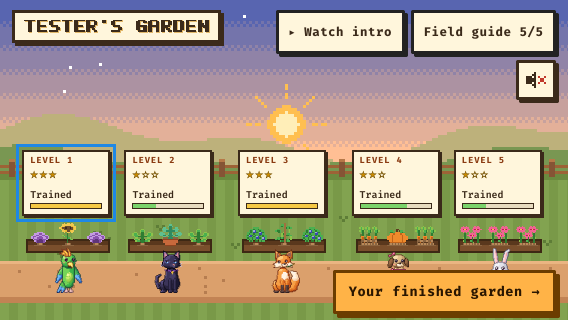 TESTER'S GARDEN
▸ Watch intro
Field guide 5/5
LEVEL 1
★★★
Trained
LEVEL 2
★☆☆
Trained
LEVEL 3
★★★
Trained
LEVEL 4
★★☆
Trained
LEVEL 5
★☆☆
Trained
Your finished garden →